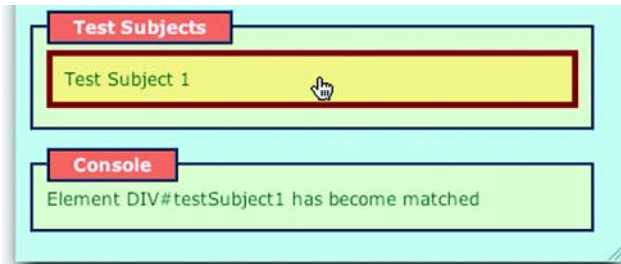 Test Subjects
Test Subject 1
Console
Element DIV#testSubject1 has become matched